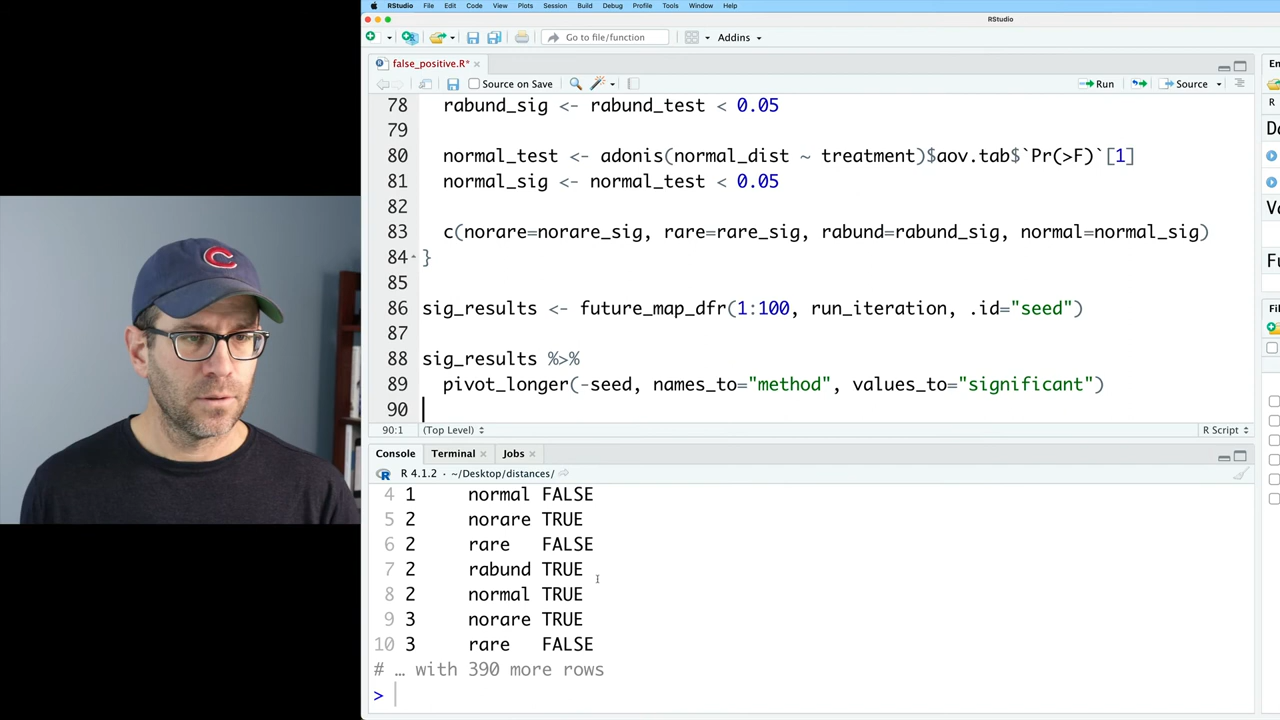 RStudio File Edit Code View Plots Session Build Debug Profile Tools Window Help
RStudio
Go to file/function Addins
false_positive.R*
Source on Save Run Source
78 rabund_sig <- rabund_test < 0.05
79
80 normal_test <- adonis(normal_dist ~ treatment)$aov.tab$`Pr(>F)`[1]
81 normal_sig <- normal_test < 0.05
82
83 c(norare=norare_sig, rare=rare_sig, rabund=rabund_sig, normal=normal_sig)
84 }
85
86 sig_results <- future_map_dfr(1:100, run_iteration, .id="seed")
87
88 sig_results %>%
89 pivot_longer(-seed, names_to="method", values_to="significant")
90
90:1 (Top Level) R Script
Console Terminal Jobs
R 4.1.2 · ~/Desktop/distances/
4 1 normal FALSE
5 2 norare TRUE
6 2 rare FALSE
7 2 rabund TRUE
8 2 normal TRUE
9 3 norare TRUE
10 3 rare FALSE
# … with 390 more rows
>
En
R
Da
Va
Fu
Fil
C